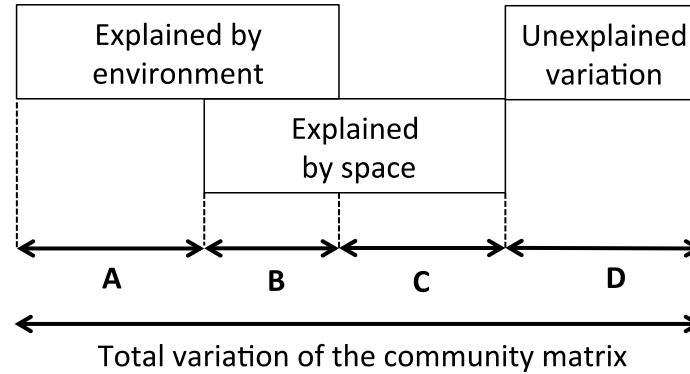 Explained by
environment
Unexplained
variation
Explained
by space
A
B
C
D
Total variation of the community matrix